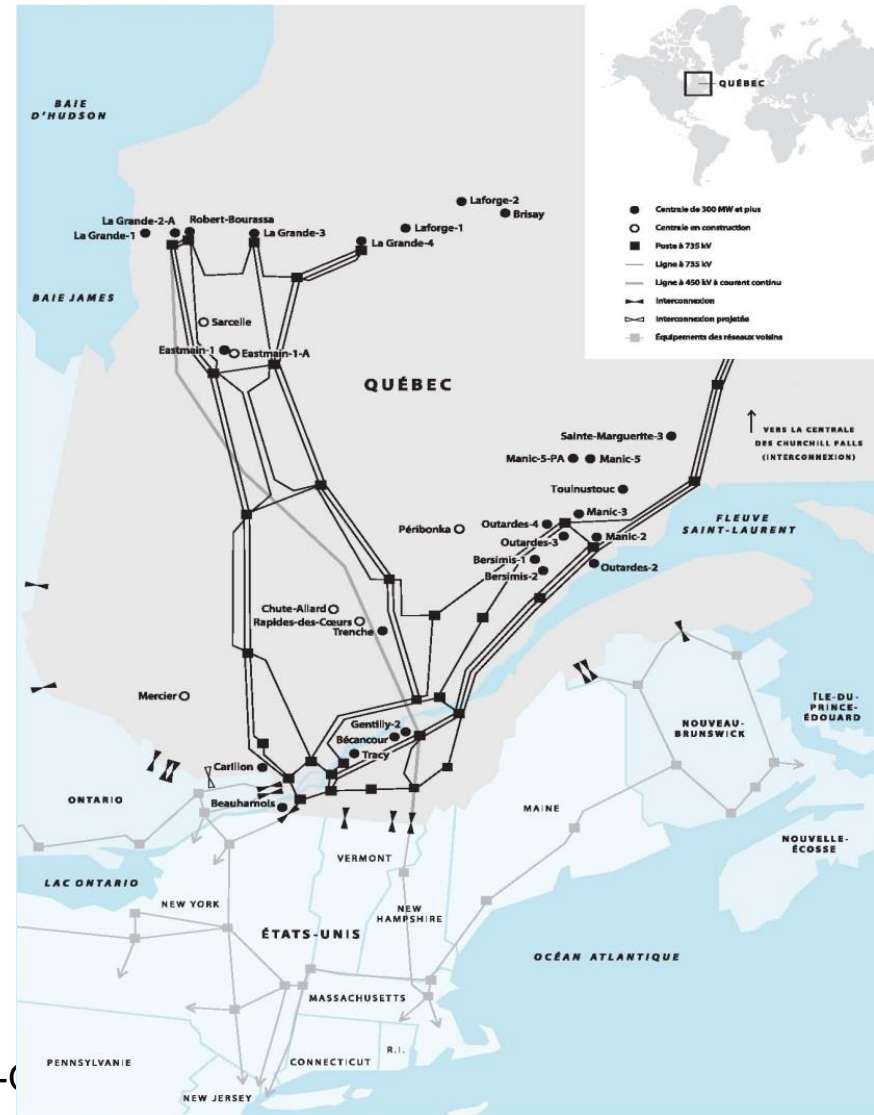 BAIE
D'HUDSON
QUÉBEC
Centrale de 300 MW et plus
Centrale en construction
Poste à 735 kV
Ligne à 735 kV
Ligne à 450 kV à courant continu
Interconnexion
Interconnexion projetée
Équipements des réseaux voisins
Laforge-2
Brisay
La Grande-2-A
Robert-Bourassa
La Grande-1
La Grande-3
Laforge-1
La Grande-4
BAIE JAMES
Sarcelle
Eastmain-1
Eastmain-1-A
QUÉBEC
VERS LA CENTRALE
DES CHURCHILL FALLS
(INTERCONNEXION)
Sainte-Marguerite-3
Manic-5-PA
Manic-5
Toulnustouc
Manic-3
FLEUVE
SAINT-LAURENT
Péribonka
Outardes-4
Outardes-3
Manic-2
Bersimis-1
Bersimis-2
Outardes-2
Chute-Allard
Rapides-des-Cœurs
Trenche
Mercier
Gentilly-2
Bécancour
Tracy
Carillon
Beauharnois
ÎLE-DU-
PRINCE-
ÉDOUARD
NOUVEAU-
BRUNSWICK
ONTARIO
MAINE
NOUVELLE-
ÉCOSSE
VERMONT
LAC ONTARIO
NEW YORK
NEW
HAMPSHIRE
ÉTATS-UNIS
OCÉAN ATLANTIQUE
MASSACHUSETTS
R.I.
PENNSYLVANIE
CONNECTICUT
NEW JERSEY